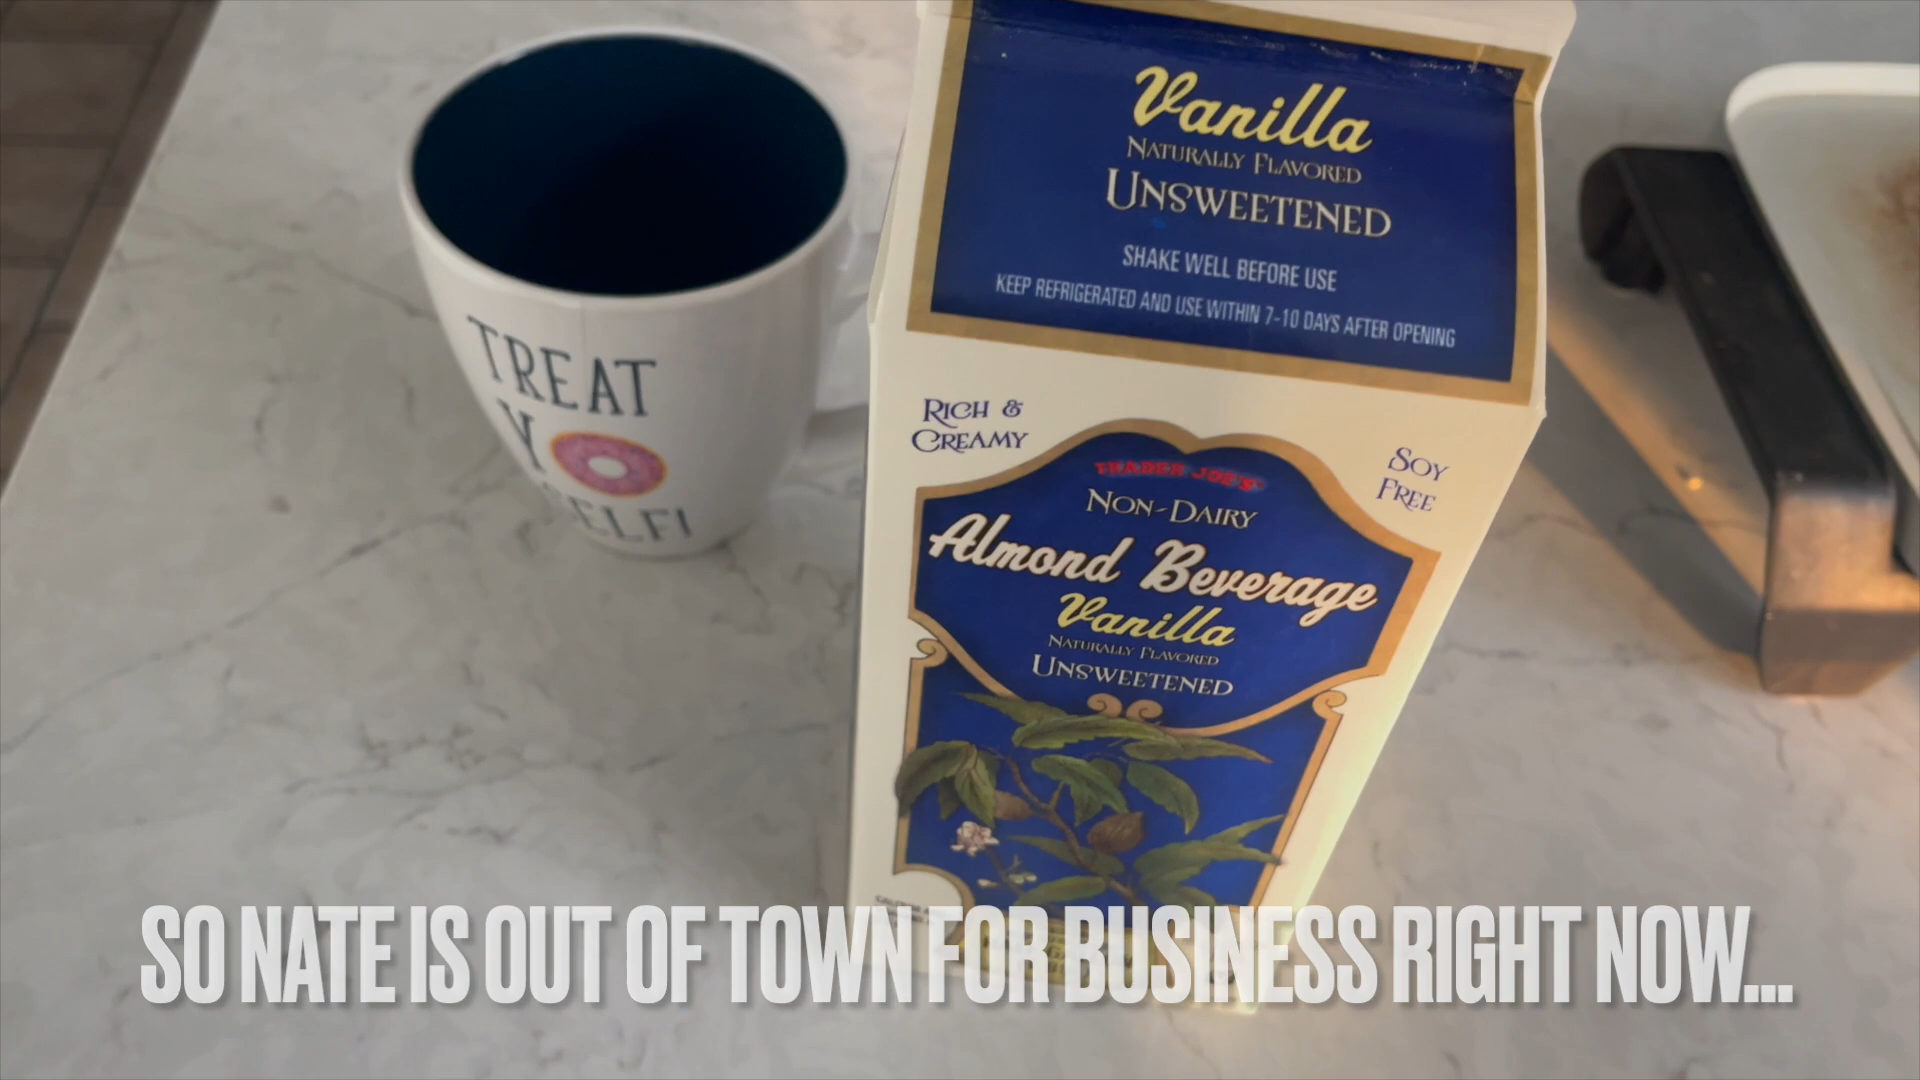 Vanilla
NATURALLY FLAVORED
UNSWEETENED
SHAKE WELL BEFORE USE
KEEP REFRIGERATED AND USE WITHIN 7-10 DAYS AFTER OPENING
TREAT
YO
SELF!
RICH &
CREAMY
SOY
FREE
TRADER JOE'S
NON-DAIRY
Almond Beverage
Vanilla
NATURALLY FLAVORED
UNSWEETENED
SO NATE IS OUT OF TOWN FOR BUSINESS RIGHT NOW...